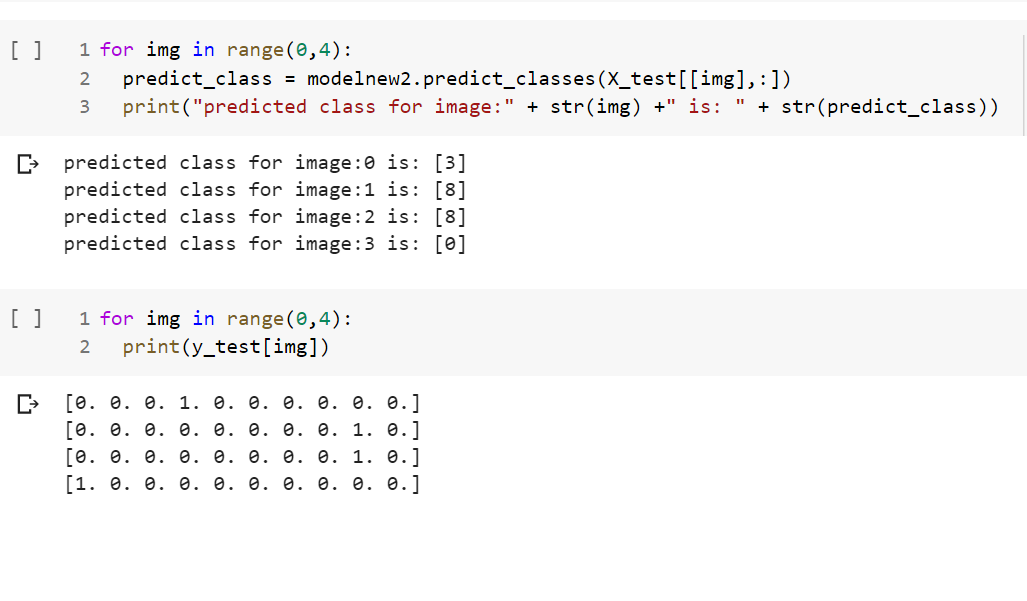 [ ] 1 for img in range(0,4):
2 predict_class = modelnew2.predict_classes(X_test[[img],:])
3 print("predicted class for image:" + str(img) +" is: " + str(predict_class))
predicted class for image:0 is: [3]
predicted class for image:1 is: [8]
predicted class for image:2 is: [8]
predicted class for image:3 is: [0]
[ ] 1 for img in range(0,4):
2 print(y_test[img])
[0. 0. 0. 1. 0. 0. 0. 0. 0. 0.]
[0. 0. 0. 0. 0. 0. 0. 0. 1. 0.]
[0. 0. 0. 0. 0. 0. 0. 0. 1. 0.]
[1. 0. 0. 0. 0. 0. 0. 0. 0. 0.]